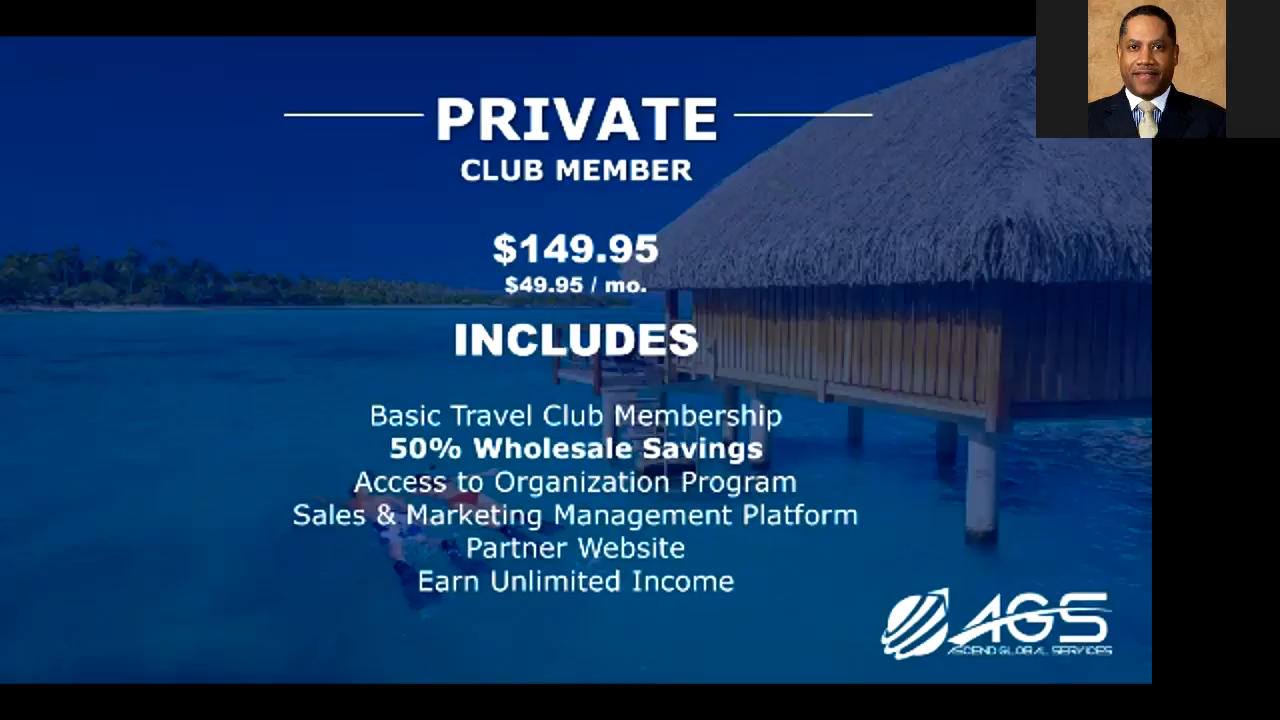 PRIVATE
CLUB MEMBER
$149.95
$49.95 / mo.
INCLUDES
Basic Travel Club Membership
50% Wholesale Savings
Access to Organization Program
Sales & Marketing Management Platform
Partner Website
Earn Unlimited Income
AGS
ASCEND GLOBAL SERVICES